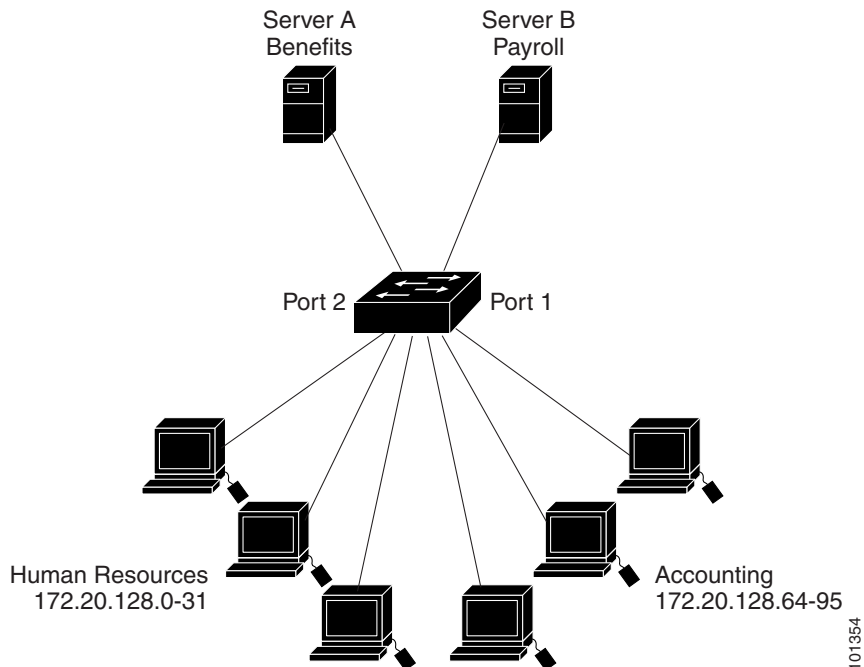 Server A
Benefits
Server B
Payroll
Port 2
Port 1
Human Resources
172.20.128.0-31
Accounting
172.20.128.64-95
101354